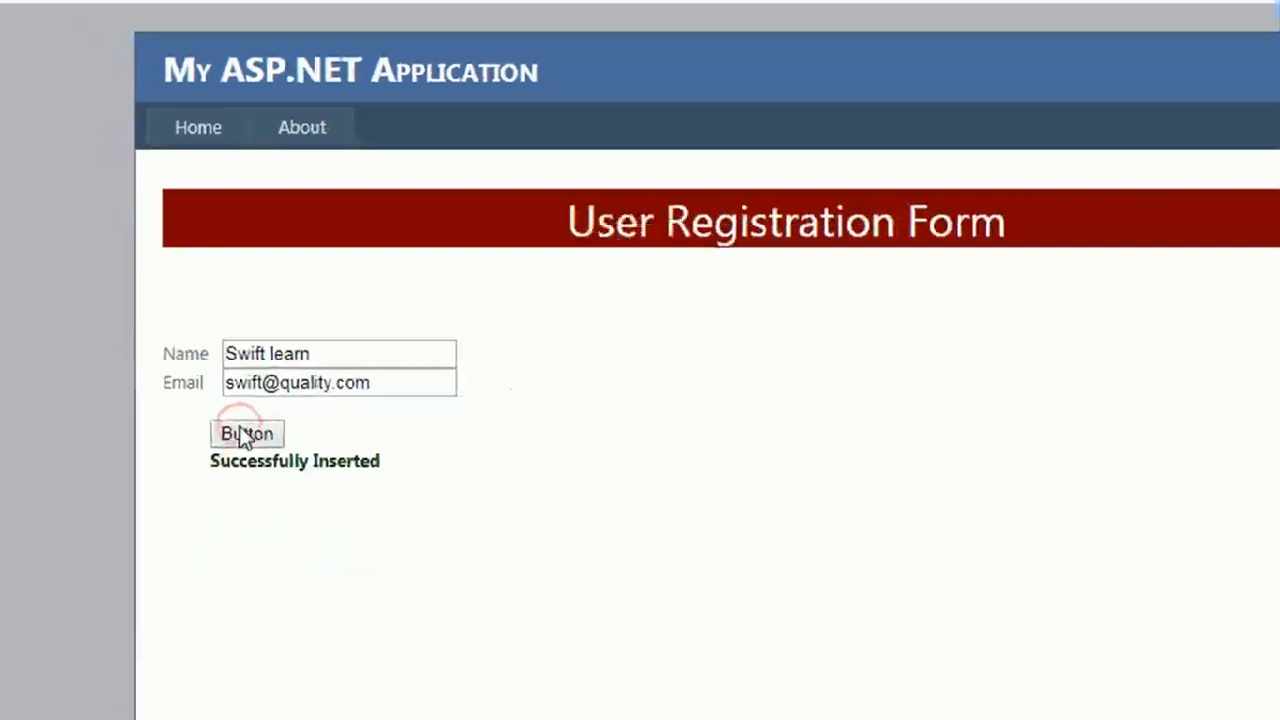 My ASP.NET Application
Home About
User Registration Form
Name Swift learn
Email swift@quality.com
Button
Successfully Inserted